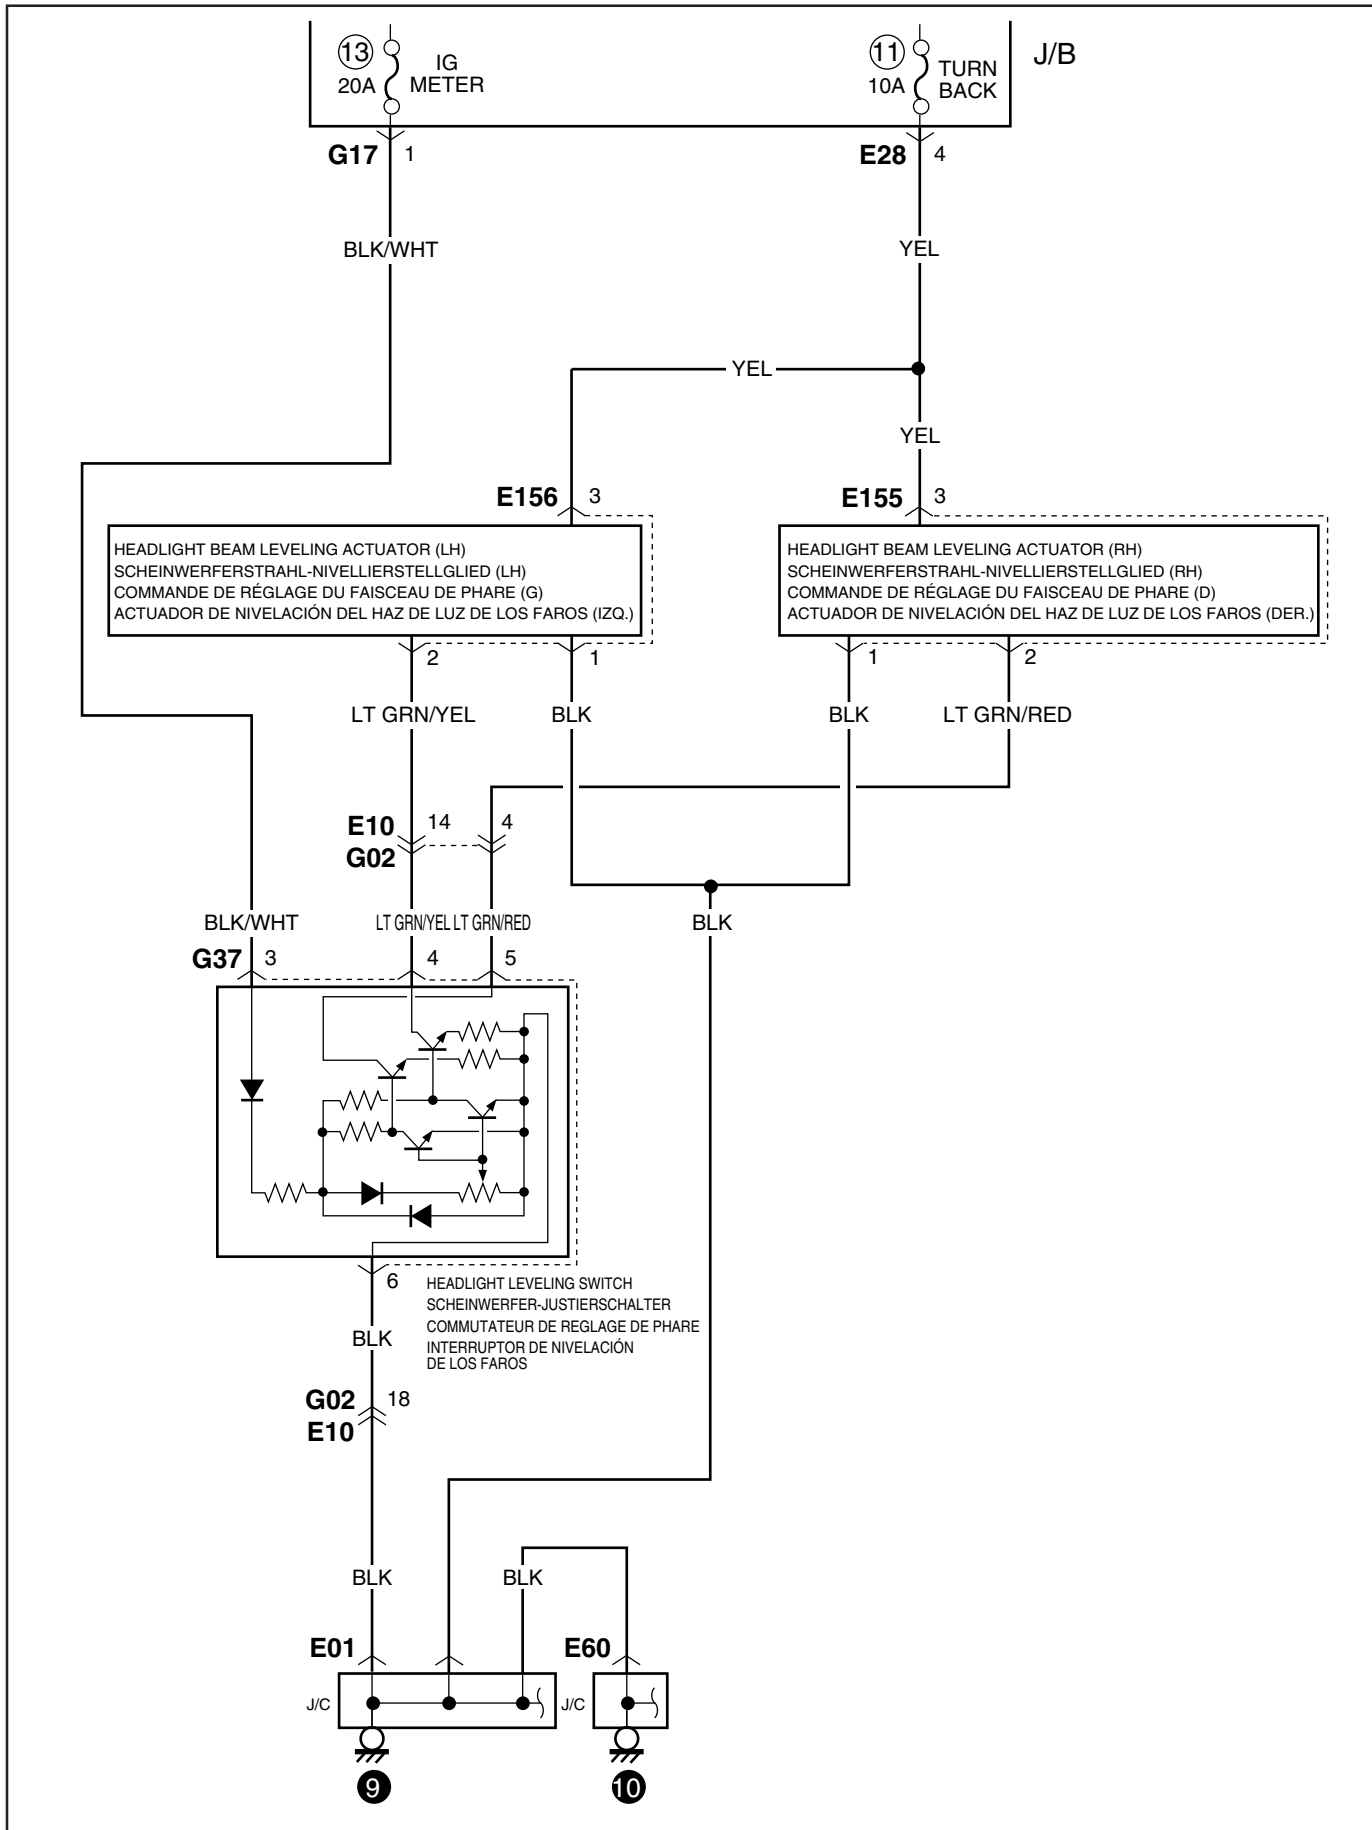 13
20A
IG
METER
11
10A
TURN
BACK
J/B
G17
1
E28
4
BLK/WHT
YEL
YEL
YEL
E156
3
E155
3
HEADLIGHT BEAM LEVELING ACTUATOR (LH)
SCHEINWERFERSTRAHL-NIVELLIERSTELLGLIED (LH)
COMMANDE DE RÉGLAGE DU FAISCEAU DE PHARE (G)
ACTUADOR DE NIVELACIÓN DEL HAZ DE LUZ DE LOS FAROS (IZQ.)
HEADLIGHT BEAM LEVELING ACTUATOR (RH)
SCHEINWERFERSTRAHL-NIVELLIERSTELLGLIED (RH)
COMMANDE DE RÉGLAGE DU FAISCEAU DE PHARE (D)
ACTUADOR DE NIVELACIÓN DEL HAZ DE LUZ DE LOS FAROS (DER.)
2
1
1
2
LT GRN/YEL
BLK
BLK
LT GRN/RED
E10
14
4
G02
BLK/WHT
LT GRN/YEL
LT GRN/RED
BLK
G37
3
4
5
6
HEADLIGHT LEVELING SWITCH
SCHEINWERFER-JUSTIERSCHALTER
COMMUTATEUR DE REGLAGE DE PHARE
INTERRUPTOR DE NIVELACIÓN
DE LOS FAROS
BLK
G02
18
E10
BLK
BLK
E01
E60
J/C
J/C
9
10